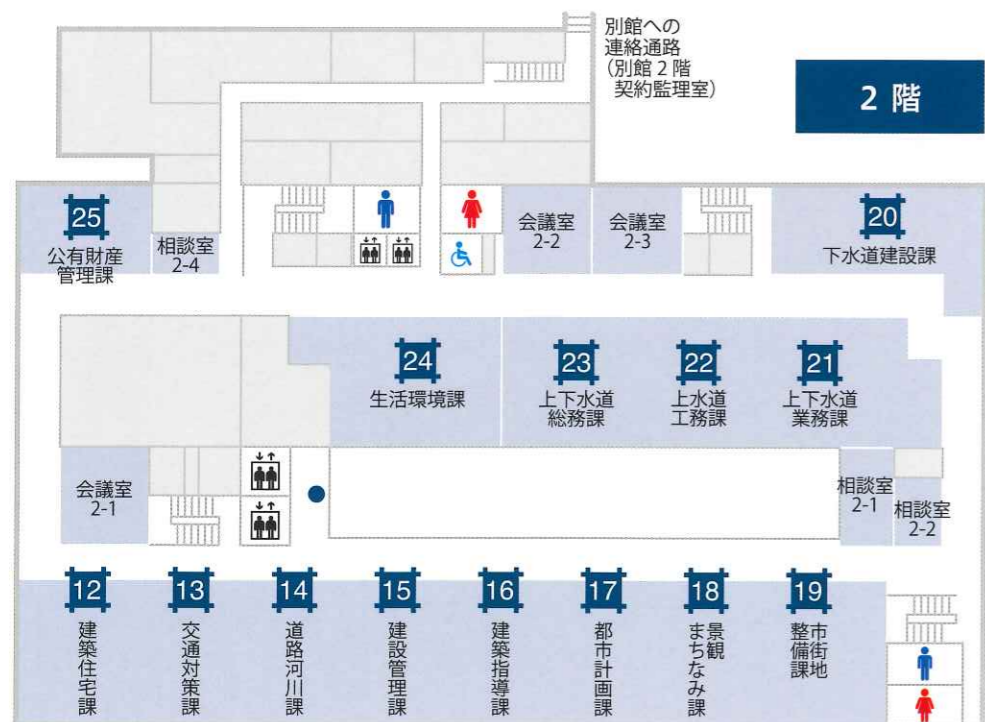 別館への
連絡通路
(別館2階
契約監理室)
2 階
25
公有財産
管理課
相談室
2-4
会議室
2-2
会議室
2-3
20
下水道建設課
24
生活環境課
23
上下水道
総務課
22
上水道
工務課
21
上下水道
業務課
会議室
2-1
相談室
2-1
相談室
2-2
12
建築住宅課
13
交通対策課
14
道路河川課
15
建設管理課
16
建築指導課
17
都市計画課
18
景観
まちなみ課
19
市街地
整備課